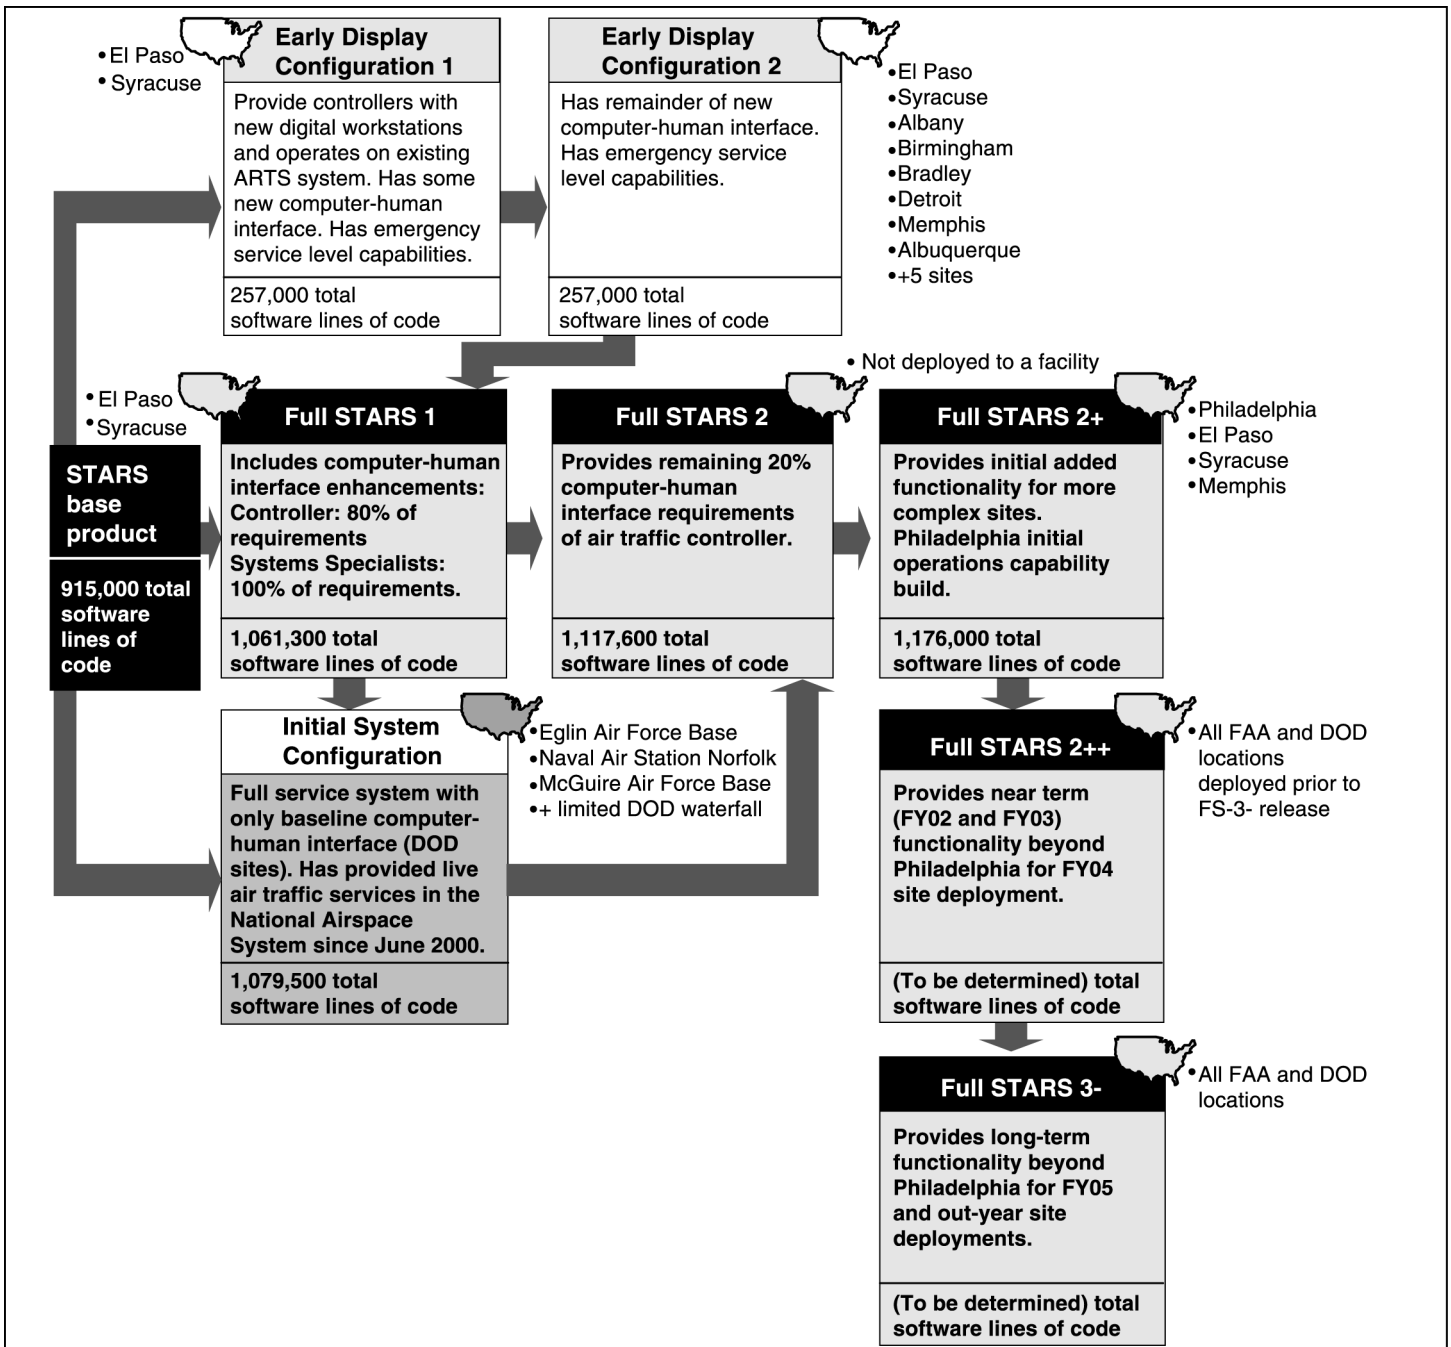 • El Paso
• Syracuse
Early Display
Configuration 1
Provide controllers with
new digital workstations
and operates on existing
ARTS system. Has some
new computer-human
interface. Has emergency
service level capabilities.
257,000 total
software lines of code
Early Display
Configuration 2
Has remainder of new
computer-human interface.
Has emergency service
level capabilities.
257,000 total
software lines of code
•El Paso
•Syracuse
•Albany
•Birmingham
•Bradley
•Detroit
•Memphis
•Albuquerque
•+5 sites
STARS
base
product
915,000 total
software
lines of
code
• El Paso
• Syracuse
Full STARS 1
Includes computer-human
interface enhancements:
Controller: 80% of
requirements
Systems Specialists:
100% of requirements.
1,061,300 total
software lines of code
• Not deployed to a facility
Full STARS 2
Provides remaining 20%
computer-human
interface requirements
of air traffic controller.
1,117,600 total
software lines of code
Full STARS 2+
Provides initial added
functionality for more
complex sites.
Philadelphia initial
operations capability
build.
1,176,000 total
software lines of code
•Philadelphia
•El Paso
•Syracuse
•Memphis
Initial System
Configuration
Full service system with
only baseline computer-
human interface (DOD
sites). Has provided live
air traffic services in the
National Airspace
System since June 2000.
1,079,500 total
software lines of code
•Eglin Air Force Base
•Naval Air Station Norfolk
•McGuire Air Force Base
•+ limited DOD waterfall
Full STARS 2++
Provides near term
(FY02 and FY03)
functionality beyond
Philadelphia for FY04
site deployment.
(To be determined) total
software lines of code
•All FAA and DOD
locations
deployed prior to
FS-3- release
Full STARS 3-
Provides long-term
functionality beyond
Philadelphia for FY05
and out-year site
deployments.
(To be determined) total
software lines of code
•All FAA and DOD
locations